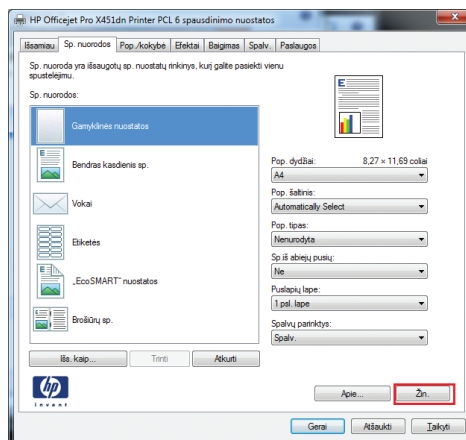 HP Officejet Pro X451dn Printer PCL 6 spausdinimo nuostatos
Išsamiau Sp. nuorodos Pop./kokybė Efektai Baigimas Spalv. Paslaugos
Sp. nuoroda yra išsaugotų sp. nuostatų rinkinys, kurį galite pasiekti vienu
spustelėjimu.
Sp. nuorodos:
Gamyklinės nuostatos
Bendras kasdienis sp.
Vokai
Etiketės
„EcoSMART“ nuostatos
Brošiūrų sp.
Išs. kaip... Trinti Atkurti
E
Pop. dydžiai: 8,27 × 11,69 coliai
A4
Pop. šaltinis:
Automatically Select
Pop. tipas:
Nenurodyta
Sp.iš abiejų pusių:
Ne
Puslapių lape:
1 psl. lape
Spalvų parinktys:
Spalv.
hp
invent
Apie... Žin.
Gerai Atšaukti Taikyti